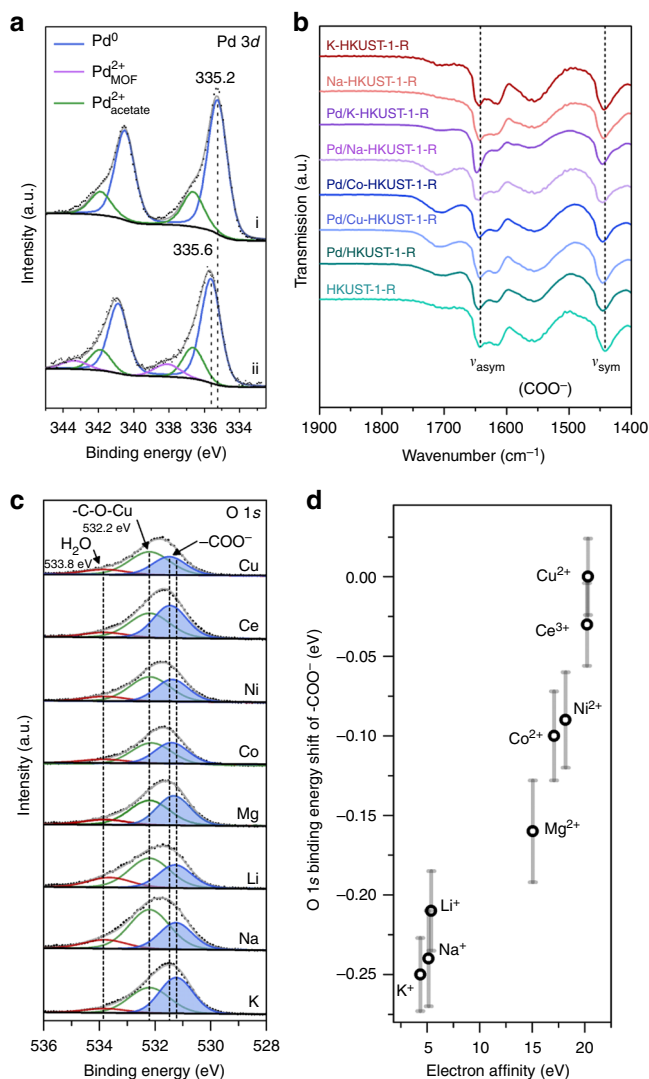 a
Pd⁰
Pd²⁺MOF
Pd²⁺acetate
Pd 3d
335.2
i
335.6
ii
Intensity (a.u.)
344 342 340 338 336 334
Binding energy (eV)
b
K-HKUST-1-R
Na-HKUST-1-R
Pd/K-HKUST-1-R
Pd/Na-HKUST-1-R
Pd/Co-HKUST-1-R
Pd/Cu-HKUST-1-R
Pd/HKUST-1-R
HKUST-1-R
νasym
νsym
(COO⁻)
Transmission (a.u.)
1900 1800 1700 1600 1500 1400
Wavenumber (cm⁻¹)
c
-C-O-Cu
532.2 eV
O 1s
H₂O
533.8 eV
–COO⁻
Cu
Ce
Ni
Co
Mg
Li
Na
K
Intensity (a.u.)
536 534 532 530 528
Binding energy (eV)
d
0.00
−0.05
−0.10
−0.15
−0.20
−0.25
O 1s binding energy shift of -COO⁻ (eV)
Cu²⁺
Ce³⁺
Ni²⁺
Co²⁺
Mg²⁺
Li⁺
Na⁺
K⁺
5 10 15 20
Electron affinity (eV)